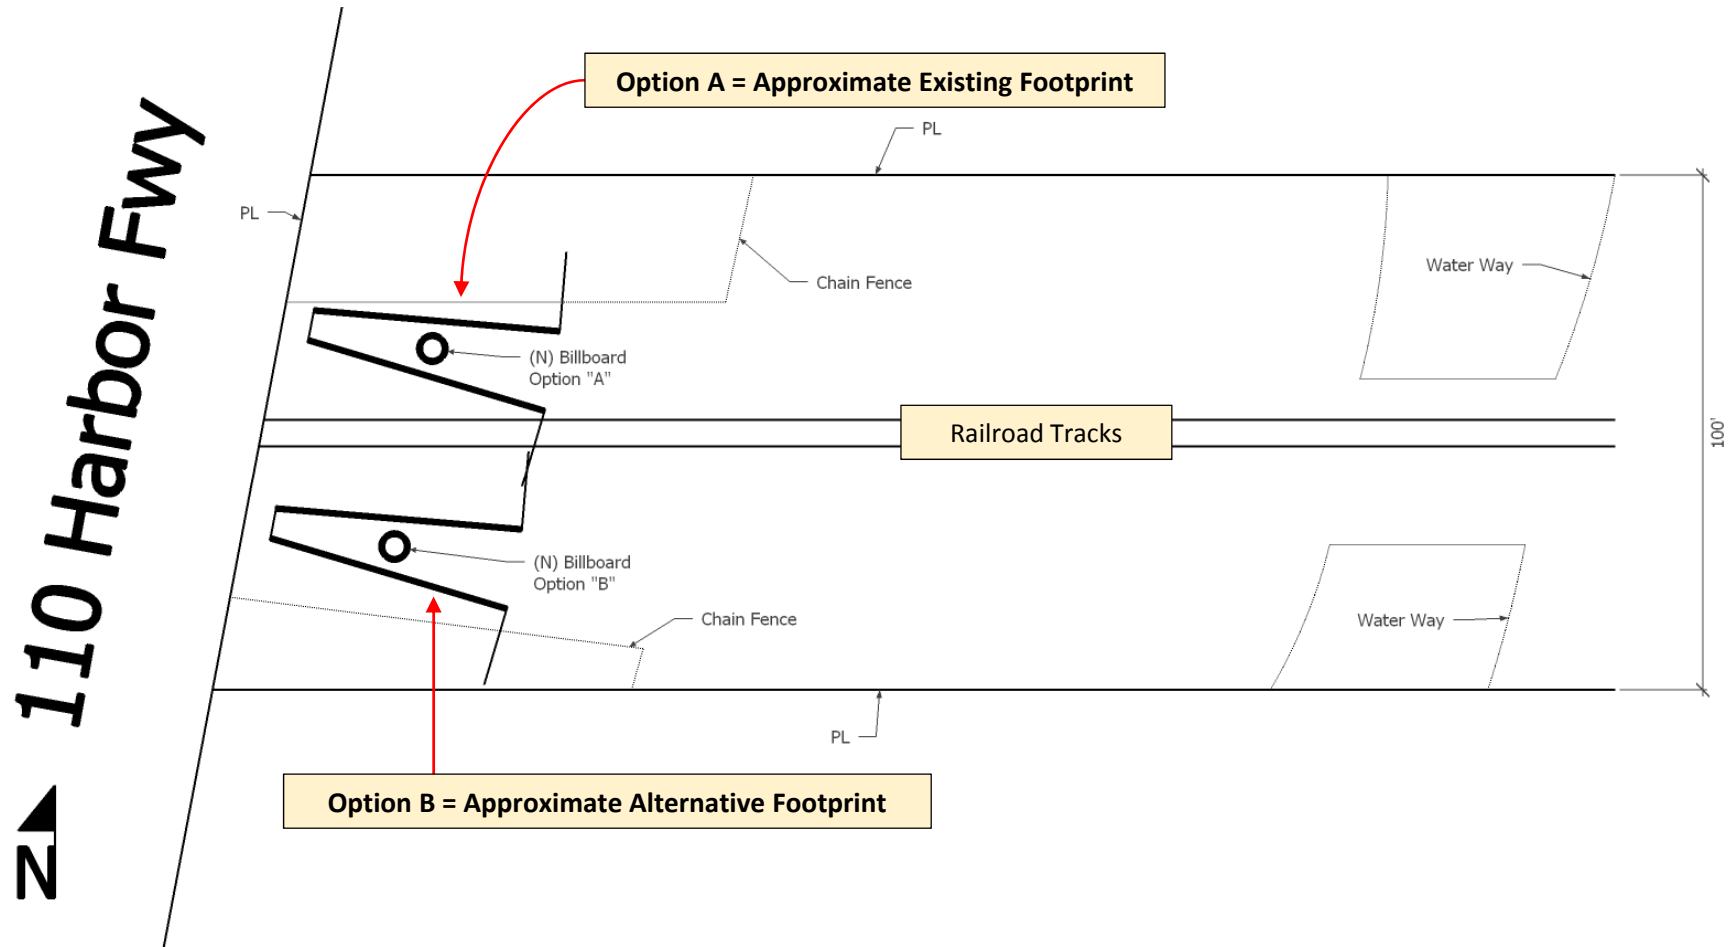 Option A = Approximate Existing Footprint
PL
PL
110 Harbor Fwy
Chain Fence
Water Way
(N) Billboard
Option "A"
Railroad Tracks
100'
(N) Billboard
Option "B"
Chain Fence
Water Way
PL
Option B = Approximate Alternative Footprint
N